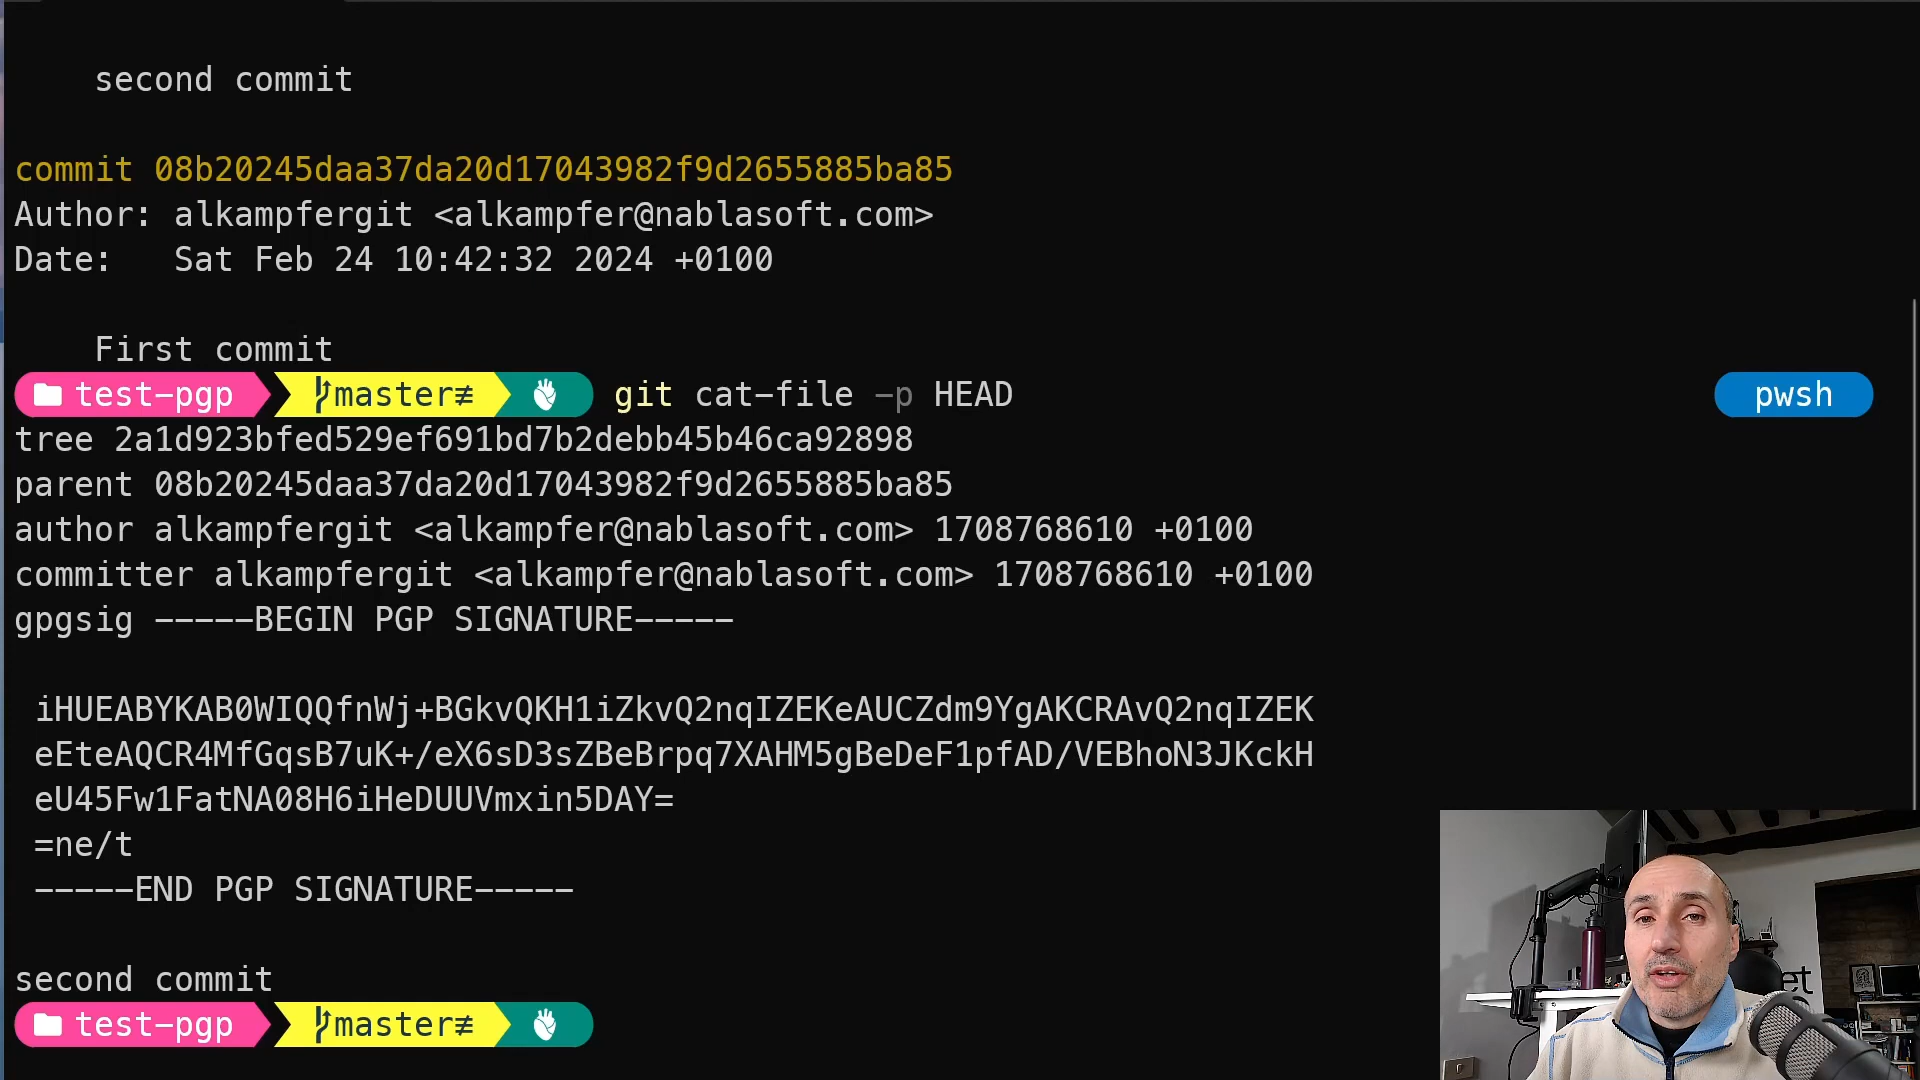 second commit
commit 08b20245daa37da20d17043982f9d2655885ba85
Author: alkampfergit <alkampfer@nablasoft.com>
Date:   Sat Feb 24 10:42:32 2024 +0100
First commit
test-pgp master≢ git cat-file -p HEAD pwsh
tree 2a1d923bfed529ef691bd7b2debb45b46ca92898
parent 08b20245daa37da20d17043982f9d2655885ba85
author alkampfergit <alkampfer@nablasoft.com> 1708768610 +0100
committer alkampfergit <alkampfer@nablasoft.com> 1708768610 +0100
gpgsig -----BEGIN PGP SIGNATURE-----
iHUEABYKAB0WIQQfnWj+BGkvQKH1iZkvQ2nqIZEKeAUCZdm9YgAKCRAvQ2nqIZEK
eEteAQCR4MfGqsB7uK+/eX6sD3sZBeBrpq7XAHM5gBeDeF1pfAD/VEBhoN3JKckH
eU45Fw1FatNA08H6iHeDUUVmxin5DAY=
=ne/t
-----END PGP SIGNATURE-----
second commit
test-pgp master≢
et